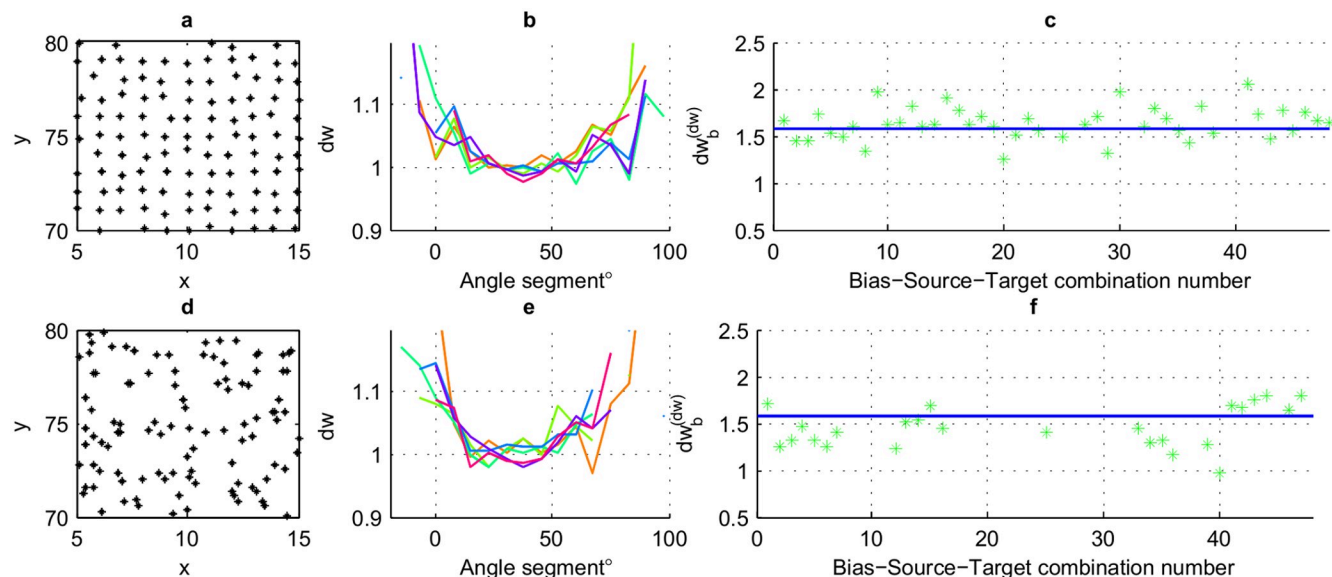 a
80
75
70
y
5
10
15
x
b
1.1
1
0.9
dw
0
50
100
Angle segment°
c
2.5
2
1.5
1
0.5
dw_b^(dw)
0
10
20
30
40
Bias−Source−Target combination number
d
80
75
70
y
5
10
15
x
e
1.1
1
0.9
dw
0
50
100
Angle segment°
f
2.5
2
1.5
1
0.5
dw_b^(dw)
0
10
20
30
40
Bias−Source−Target combination number